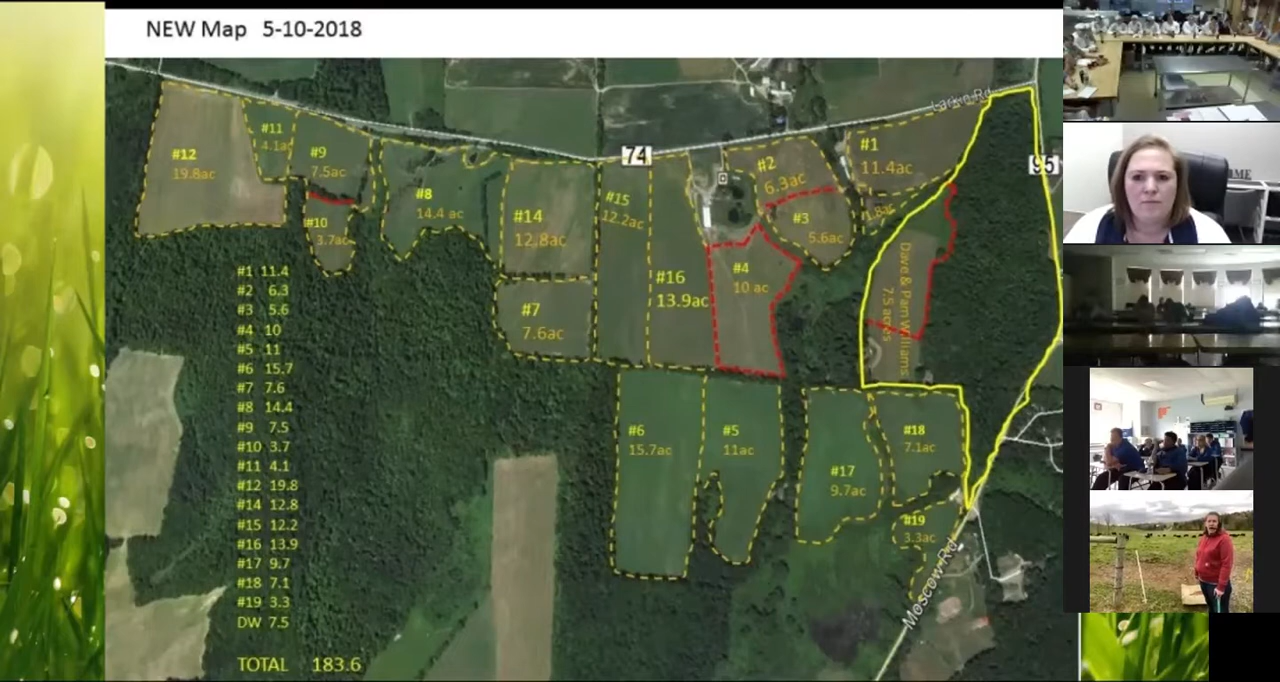 NEW Map 5-10-2018
Larkin Rd
74
95
#12
19.8ac
#11
4.1ac
#9
7.5ac
#10
3.7ac
#8
14.4 ac
#14
12.8ac
#15
12.2ac
#16
13.9ac
#7
7.6ac
#2
6.3ac
#3
5.6ac
#1
11.4ac
1.8ac
#4
10 ac
Dave & Pam Williams
7.5 acres
#6
15.7ac
#5
11ac
#17
9.7ac
#18
7.1ac
#19
3.3ac
Moscow Rd
#1 11.4
#2 6.3
#3 5.6
#4 10
#5 11
#6 15.7
#7 7.6
#8 14.4
#9 7.5
#10 3.7
#11 4.1
#12 19.8
#14 12.8
#15 12.2
#16 13.9
#17 9.7
#18 7.1
#19 3.3
DW 7.5
TOTAL 183.6